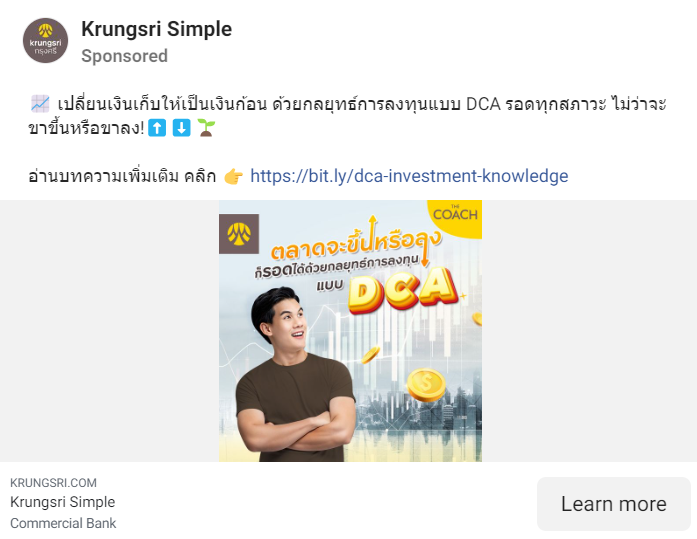 krungsri
กรุงศรี
Krungsri Simple
Sponsored
📈 เปลี่ยนเงินเก็บให้เป็นเงินก้อน ด้วยกลยุทธ์การลงทุนแบบ DCA รอดทุกสภาวะ ไม่ว่าจะ
ขาขึ้นหรือขาลง!⬆️ ⬇️ 🌱
อ่านบทความเพิ่มเติม คลิก 👉 https://bit.ly/dca-investment-knowledge
THE
COACH
ตลาดจะขึ้นหรือลง
ก็รอดได้ด้วยกลยุทธ์การลงทุน
แบบ DCA
KRUNGSRI.COM
Krungsri Simple
Commercial Bank
Learn more